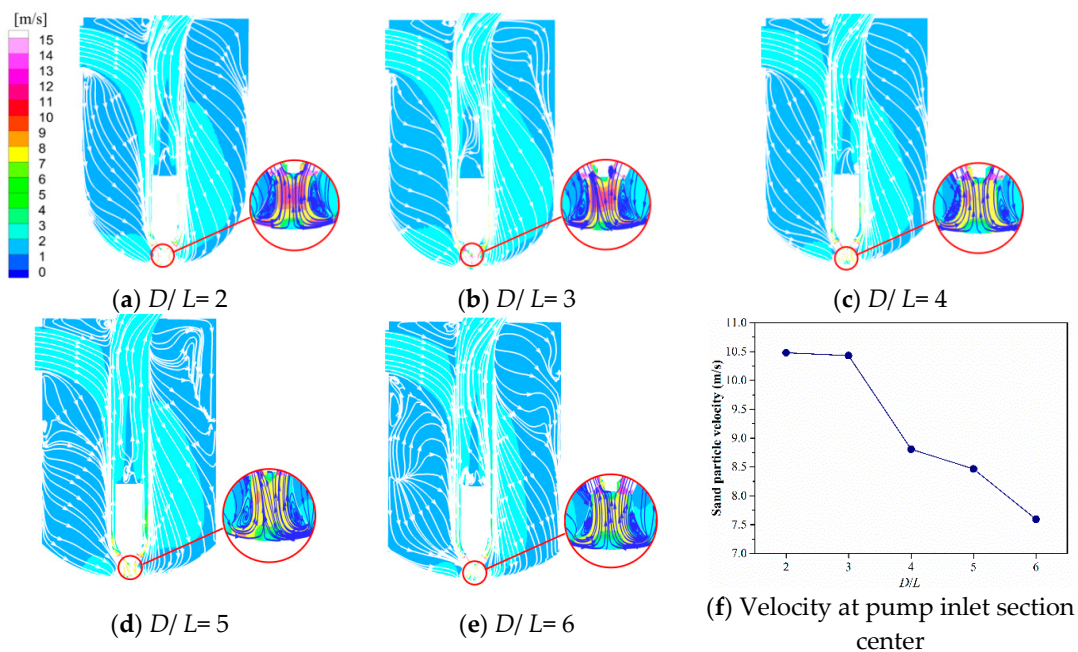 [m/s]
15
14
13
12
11
10
9
8
7
6
5
4
3
2
1
0
(a) D/ L= 2
(b) D/ L= 3
(c) D/ L= 4
(d) D/ L= 5
(e) D/ L= 6
11.0
10.5
10.0
9.5
9.0
8.5
8.0
7.5
7.0
Sand particle velocity (m/s)
2 3 4 5 6
D/L
(f) Velocity at pump inlet section
center